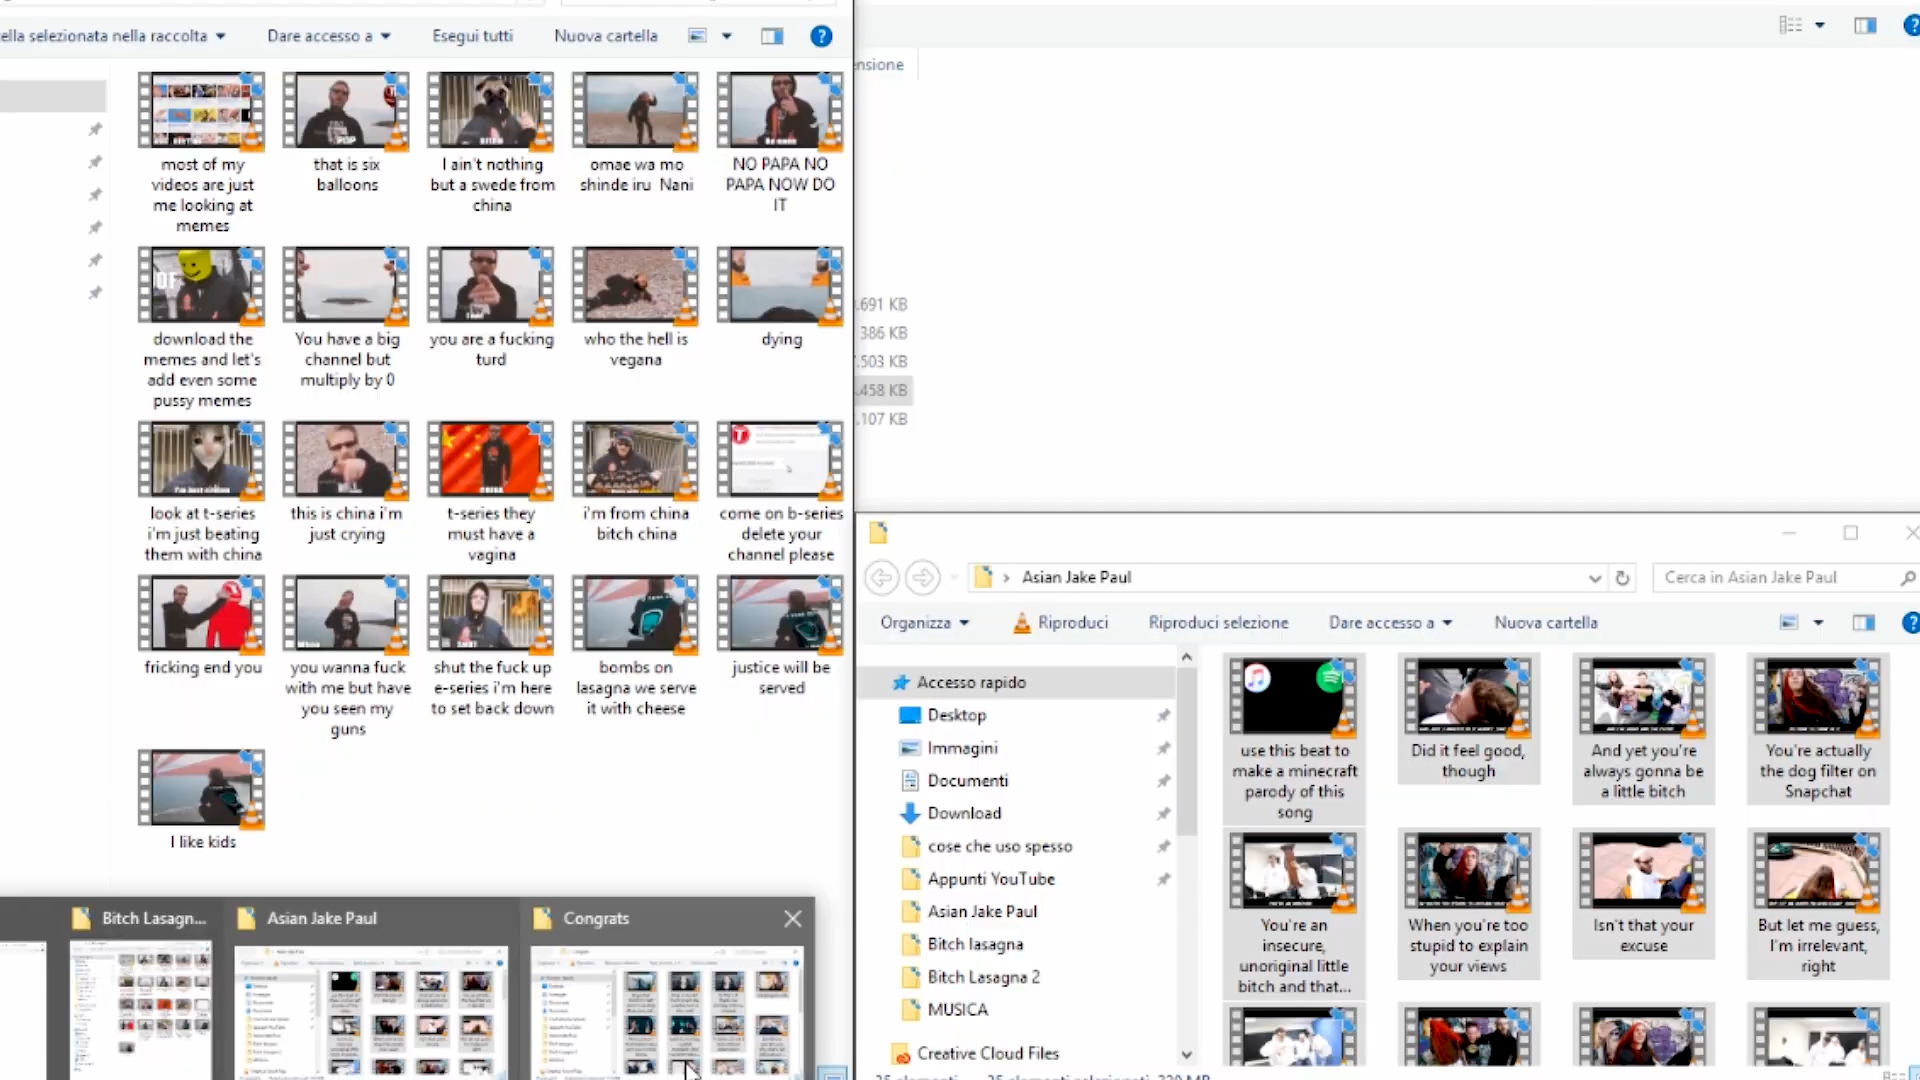 ella selezionata nella raccolta
Dare accesso a
Esegui tutti
Nuova cartella
most of my
videos are just
me looking at
memes
that is six
balloons
I ain't nothing
but a swede from
china
omae wa mo
shinde iru Nani
NO PAPA NO
PAPA NOW DO
IT
download the
memes and let's
add even some
pussy memes
You have a big
channel but
multiply by 0
you are a fucking
turd
who the hell is
vegana
dying
look at t-series
i'm just beating
them with china
this is china i'm
just crying
t-series they
must have a
vagina
i'm from china
bitch china
come on b-series
delete your
channel please
fricking end you
you wanna fuck
with me but have
you seen my
guns
shut the fuck up
e-series i'm here
to set back down
bombs on
lasagna we serve
it with cheese
justice will be
served
I like kids
Bitch Lasagn...
Asian Jake Paul
Congrats
ensione
.691 KB
386 KB
.503 KB
.458 KB
.107 KB
Asian Jake Paul
Cerca in Asian Jake Paul
Organizza
Riproduci
Riproduci selezione
Dare accesso a
Nuova cartella
Accesso rapido
Desktop
Immagini
Documenti
Download
cose che uso spesso
Appunti YouTube
Asian Jake Paul
Bitch lasagna
Bitch Lasagna 2
MUSICA
Creative Cloud Files
use this beat to
make a minecraft
parody of this
song
Did it feel good,
though
And yet you're
always gonna be
a little bitch
You're actually
the dog filter on
Snapchat
You're an
insecure,
unoriginal little
bitch and that...
When you're too
stupid to explain
your views
Isn't that your
excuse
But let me guess,
I'm irrelevant,
right
35 elementi
35 elementi selezionati 320 MB